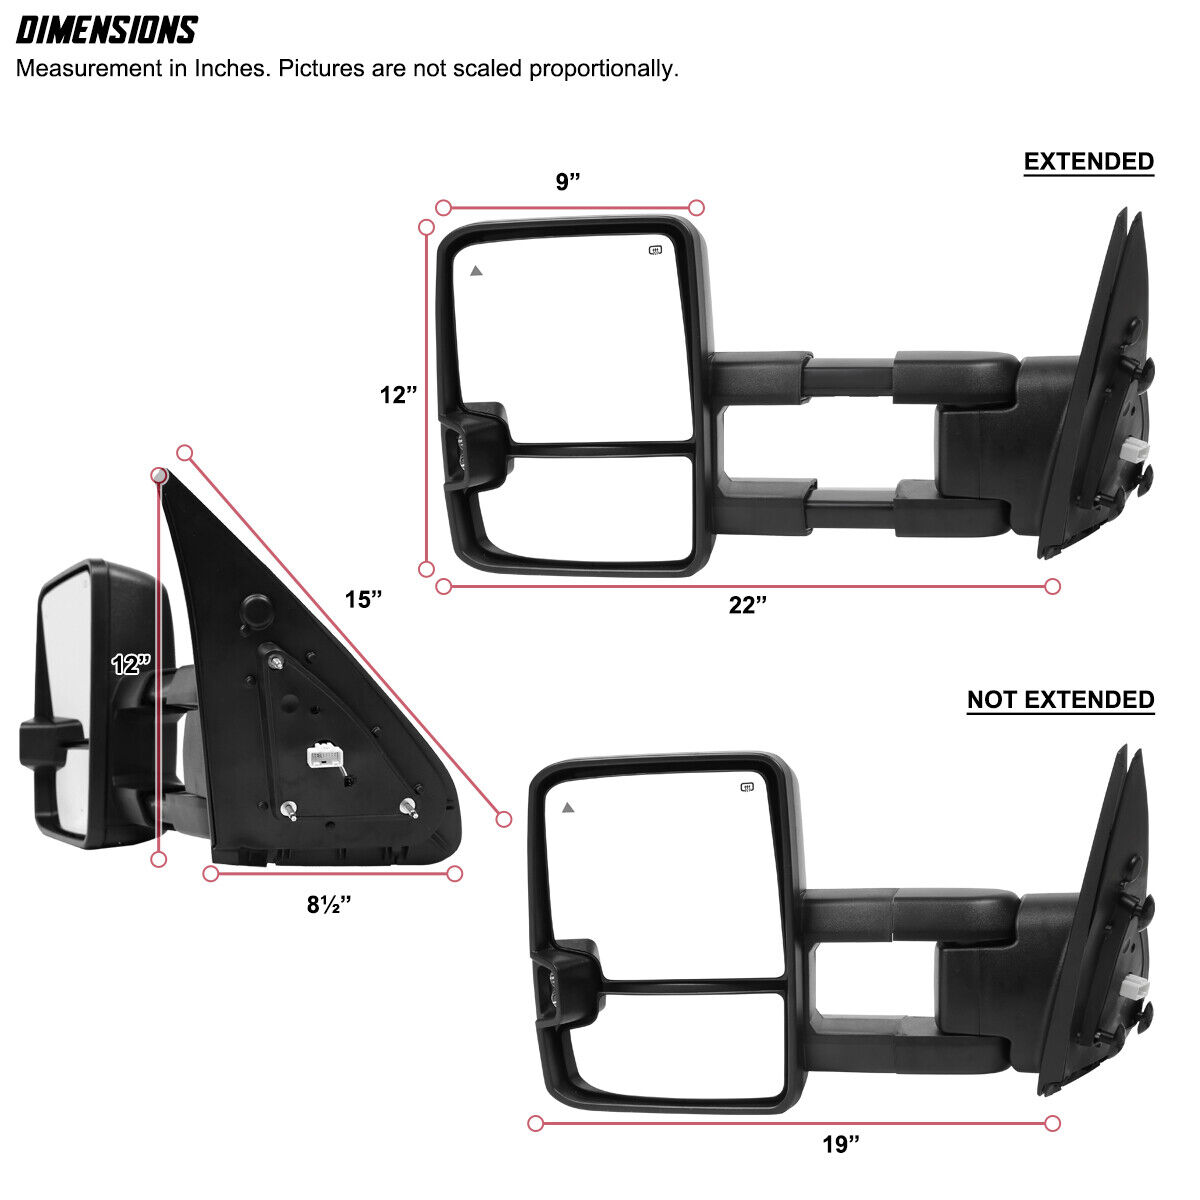 DIMENSIONS
Measurement in Inches. Pictures are not scaled proportionally.
EXTENDED
9”
12”
22”
15”
12”
8½”
NOT EXTENDED
19”